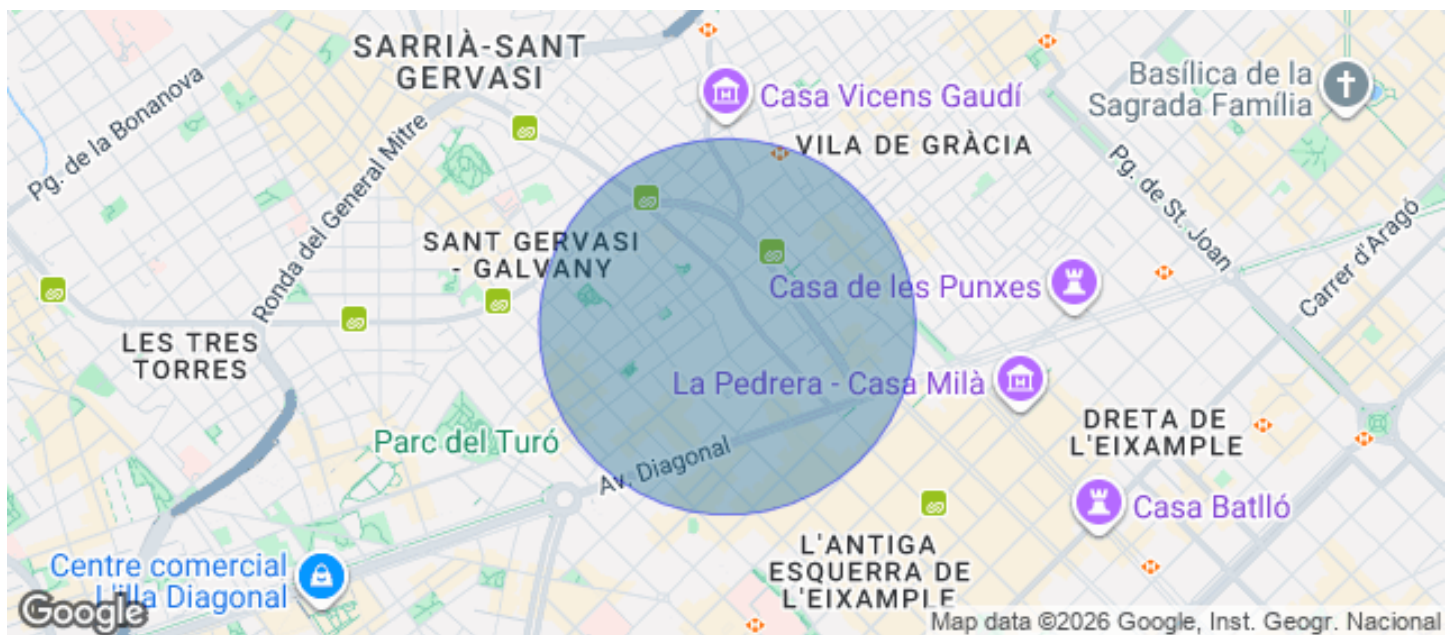 SARRIÀ-SANT
GERVASI
Pg. de la Bonanova
Ronda del General Mitre
Casa Vicens Gaudí
VILA DE GRÀCIA
Basílica de la
Sagrada Família
Pg. de St. Joan
Carrer d'Aragó
SANT GERVASI
- GALVANY
Casa de les Punxes
LES TRES
TORRES
La Pedrera - Casa Milà
DRETA DE
L'EIXAMPLE
Parc del Turó
Av. Diagonal
Casa Batlló
L'ANTIGA
ESQUERRA DE
L'EIXAMPLE
Centre comercial
L'illa Diagonal
Google
Map data ©2026 Google, Inst. Geogr. Nacional